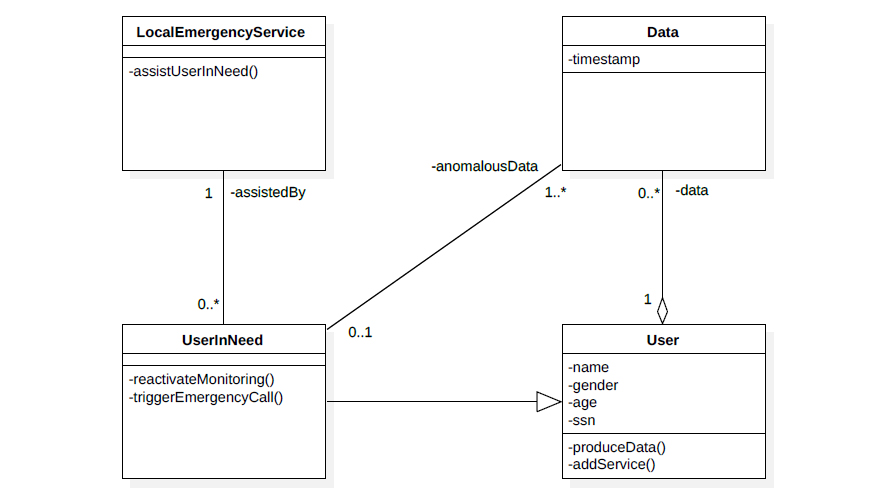 LocalEmergencyService
-assistUserInNeed()
Data
-timestamp
-anomalousData
1
-assistedBy
1..*
0..*
-data
0..*
1
0..1
UserInNeed
-reactivateMonitoring()
-triggerEmergencyCall()
User
-name
-gender
-age
-ssn
-produceData()
-addService()